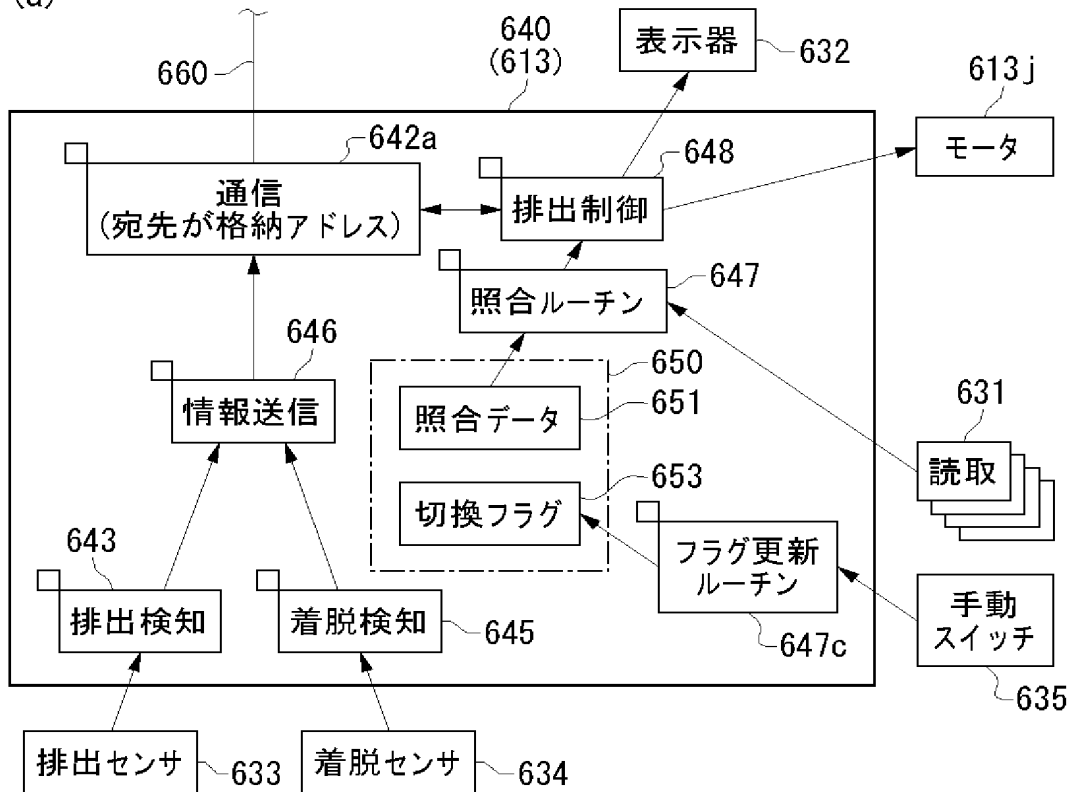 (a)
表示器
632
640
(613)
660
613j
モータ
642a
通信
(宛先が格納アドレス)
648
排出制御
647
照合ルーチン
646
情報送信
650
照合データ
651
631
読取
653
切換フラグ
フラグ更新
ルーチン
647c
手動
スイッチ
635
643
排出検知
着脱検知
645
排出センサ
633
着脱センサ
634